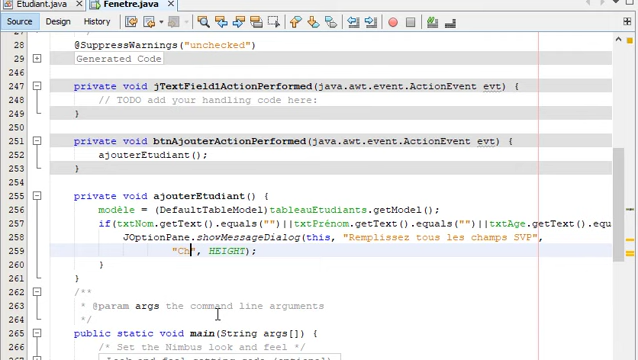 Etudiant.java Fenetre.java
Source Design History
@SuppressWarnings("unchecked")
29 Generated Code
246
247 private void jTextField1ActionPerformed(java.awt.event.ActionEvent evt) {
248 // TODO add your handling code here:
249 }
250
251 private void btnAjouterActionPerformed(java.awt.event.ActionEvent evt) {
252 ajouterEtudiant();
253 }
254
255 private void ajouterEtudiant() {
256 modèle = (DefaultTableModel) tableauEtudiants.getModel();
257 if(txtNom.getText().equals("")||txtPrénom.getText().equals("")||txtAge.getText().equ
258 JOptionPane.showMessageDialog(this, "Remplissez tous les champs SVP",
259 "Ch", HEIGHT);
260 }
261 }
262 /**
263 * @param args the command line arguments
264 */
265 public static void main(String args[]) {
266 /* Set the Nimbus look and feel */